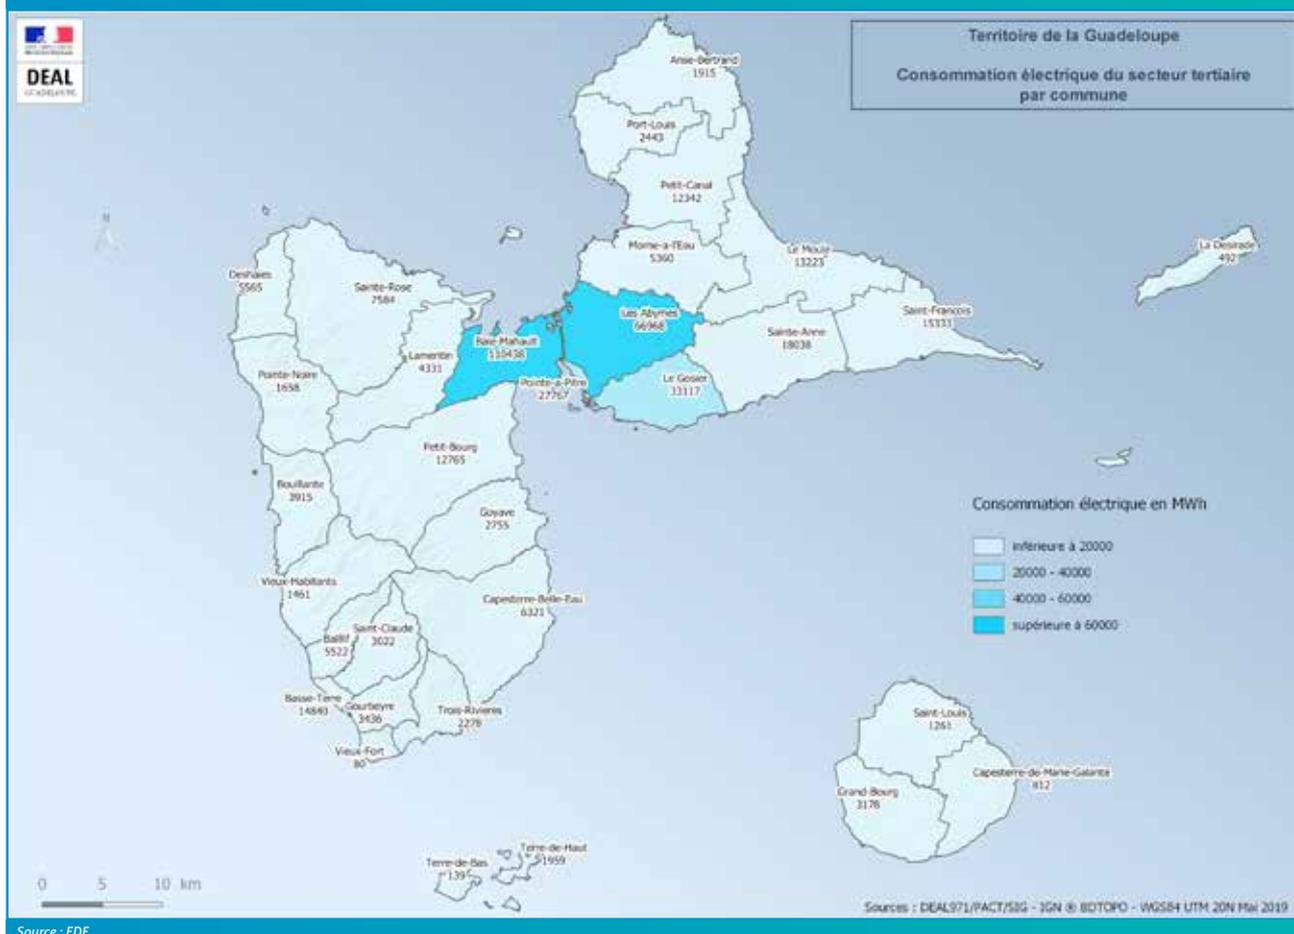 DEAL
GUADELOUPE
Territoire de la Guadeloupe
Consommation électrique du secteur tertiaire
par commune
Anse-Bertrand
1915
Port-Louis
2443
Petit-Canal
12342
Morne-a-l'Eau
5360
Le Moule
13223
La Desirade
492
Deshaies
5565
Sainte-Rose
7584
Les Abymes
66968
Saint-François
15333
Sainte-Anne
18038
Baie-Mahault
110438
Lamentin
4331
Pointe-Noire
1658
Pointe-a-Pitre
27767
Le Gosier
33117
Petit-Bourg
12765
Bouillante
3915
Goyave
2755
Consommation électrique en MWh
inférieure à 20000
20000 - 40000
40000 - 60000
supérieure à 60000
Vieux-Habitants
1461
Capesterre-Belle-Eau
6321
Saint-Claude
3022
Baillif
5522
Basse-Terre
14840
Gourbeyre
3436
Trois-Rivieres
2278
Vieux-Fort
80
Saint-Louis
1261
Capesterre-de-Marie-Galante
812
Grand-Bourg
3178
Terre-de-Haut
1959
Terre-de-Bas
139
0 5 10 km
Sources : DEAL971/PACT/SIG - IGN ® BDTOPO - WGS84 UTM 20N Mai 2019
Source : EDF